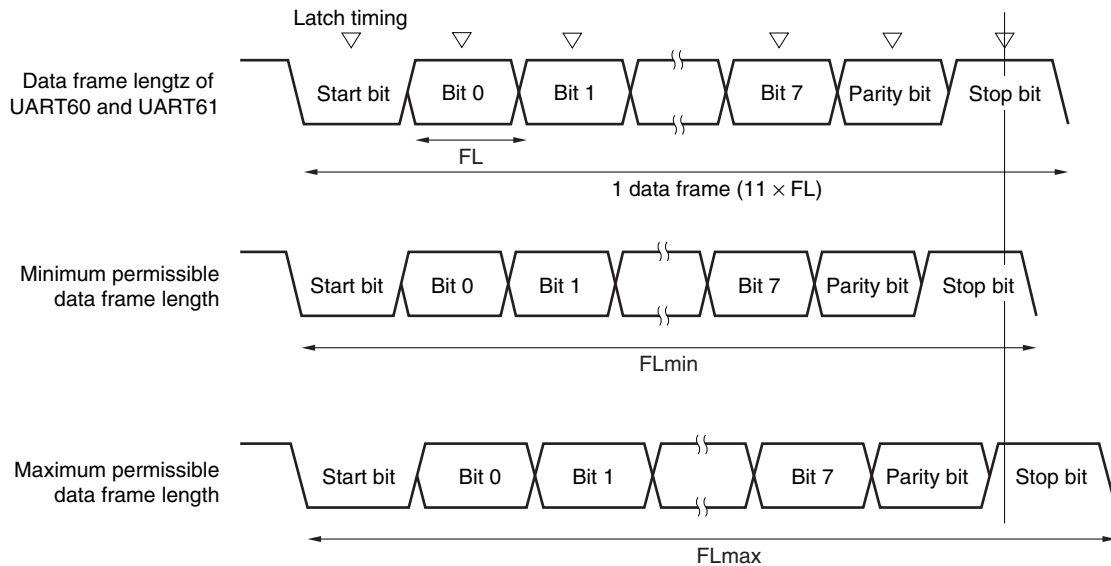 Latch timing
Data frame lengtz of
UART60 and UART61
Start bit
Bit 0
Bit 1
Bit 7
Parity bit
Stop bit
FL
1 data frame (11 × FL)
Minimum permissible
data frame length
Start bit
Bit 0
Bit 1
Bit 7
Parity bit
Stop bit
FLmin
Maximum permissible
data frame length
Start bit
Bit 0
Bit 1
Bit 7
Parity bit
Stop bit
FLmax